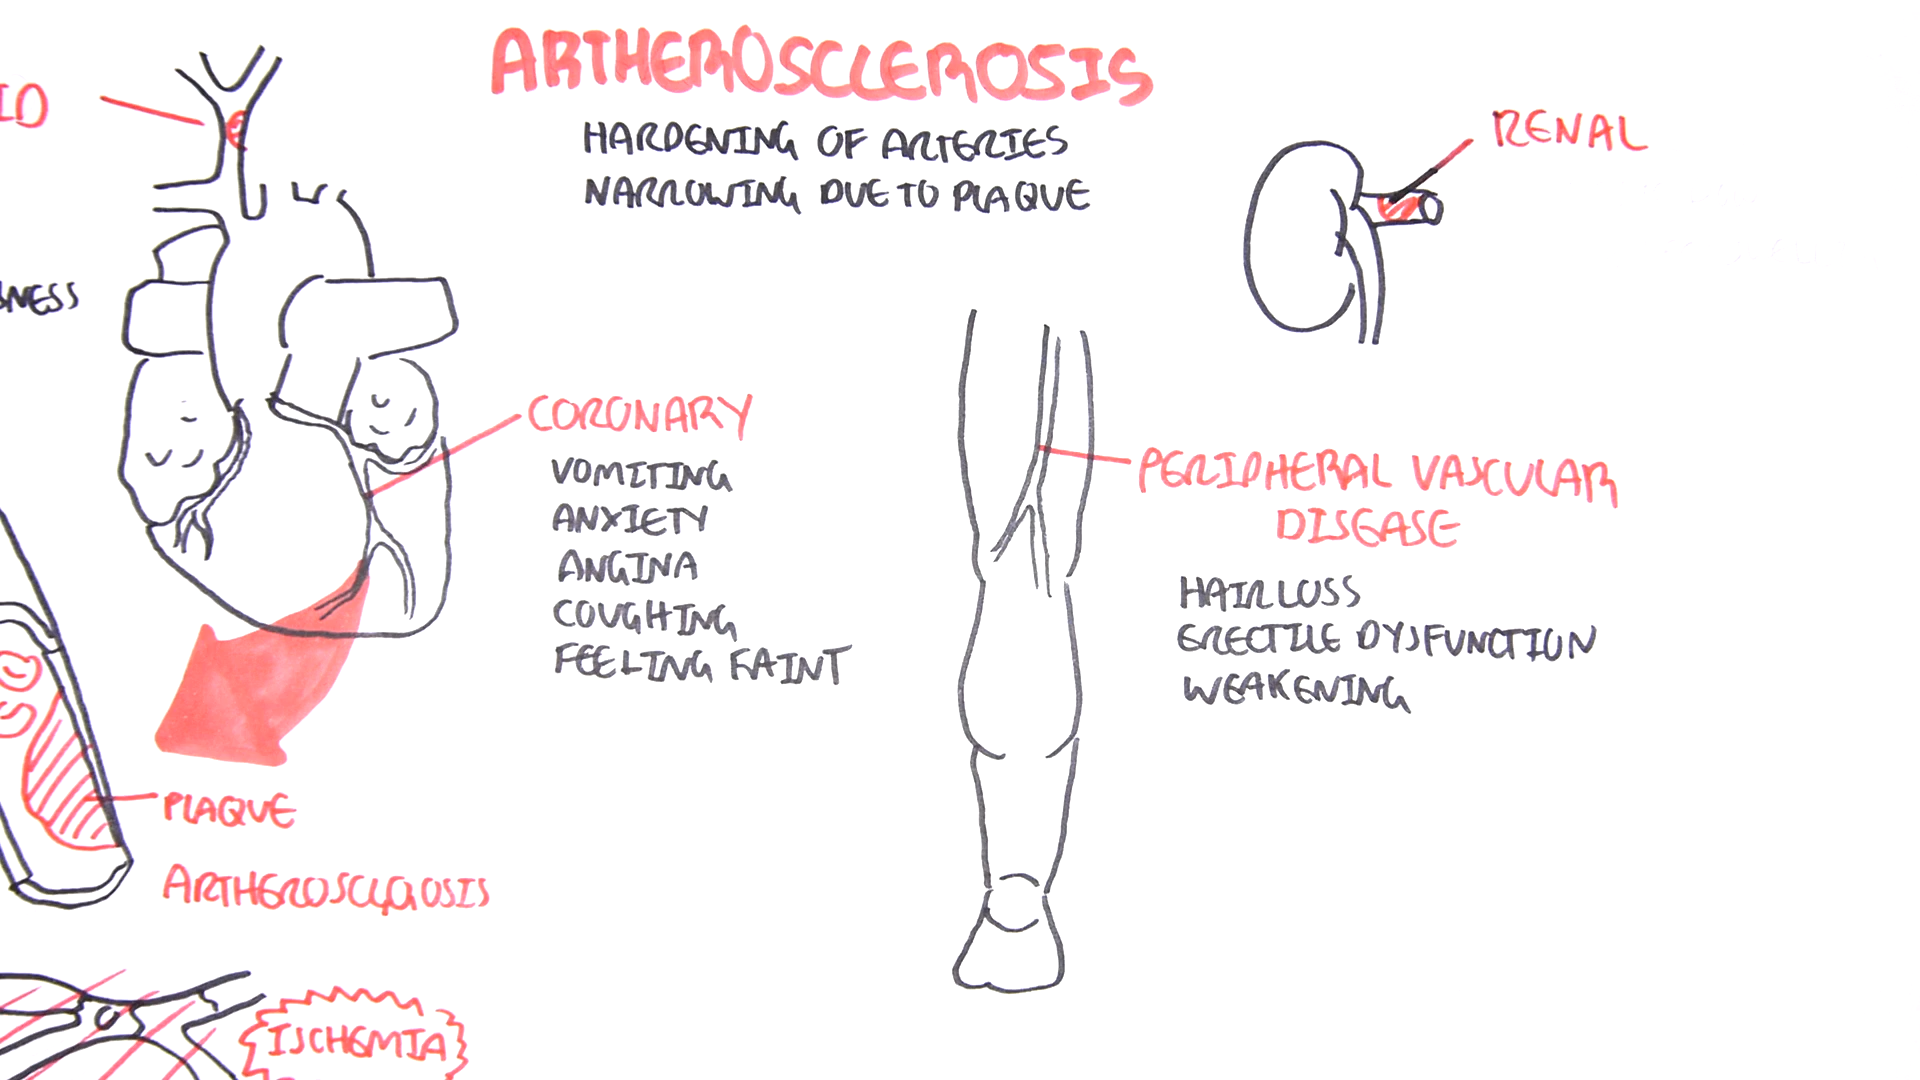 ARTHEROSCLEROSIS
HARDENING OF ARTERIES
NARROWING DUE TO PLAQUE
RENAL
CORONARY
VOMITING
ANXIETY
ANGINA
COUGHING
FEELING FAINT
PERIPHERAL VASCULAR
DISEASE
HAIR LOSS
ERECTILE DYSFUNCTION
WEAKENING
PLAQUE
ARTHEROSCLEROSIS
ISCHEMIA